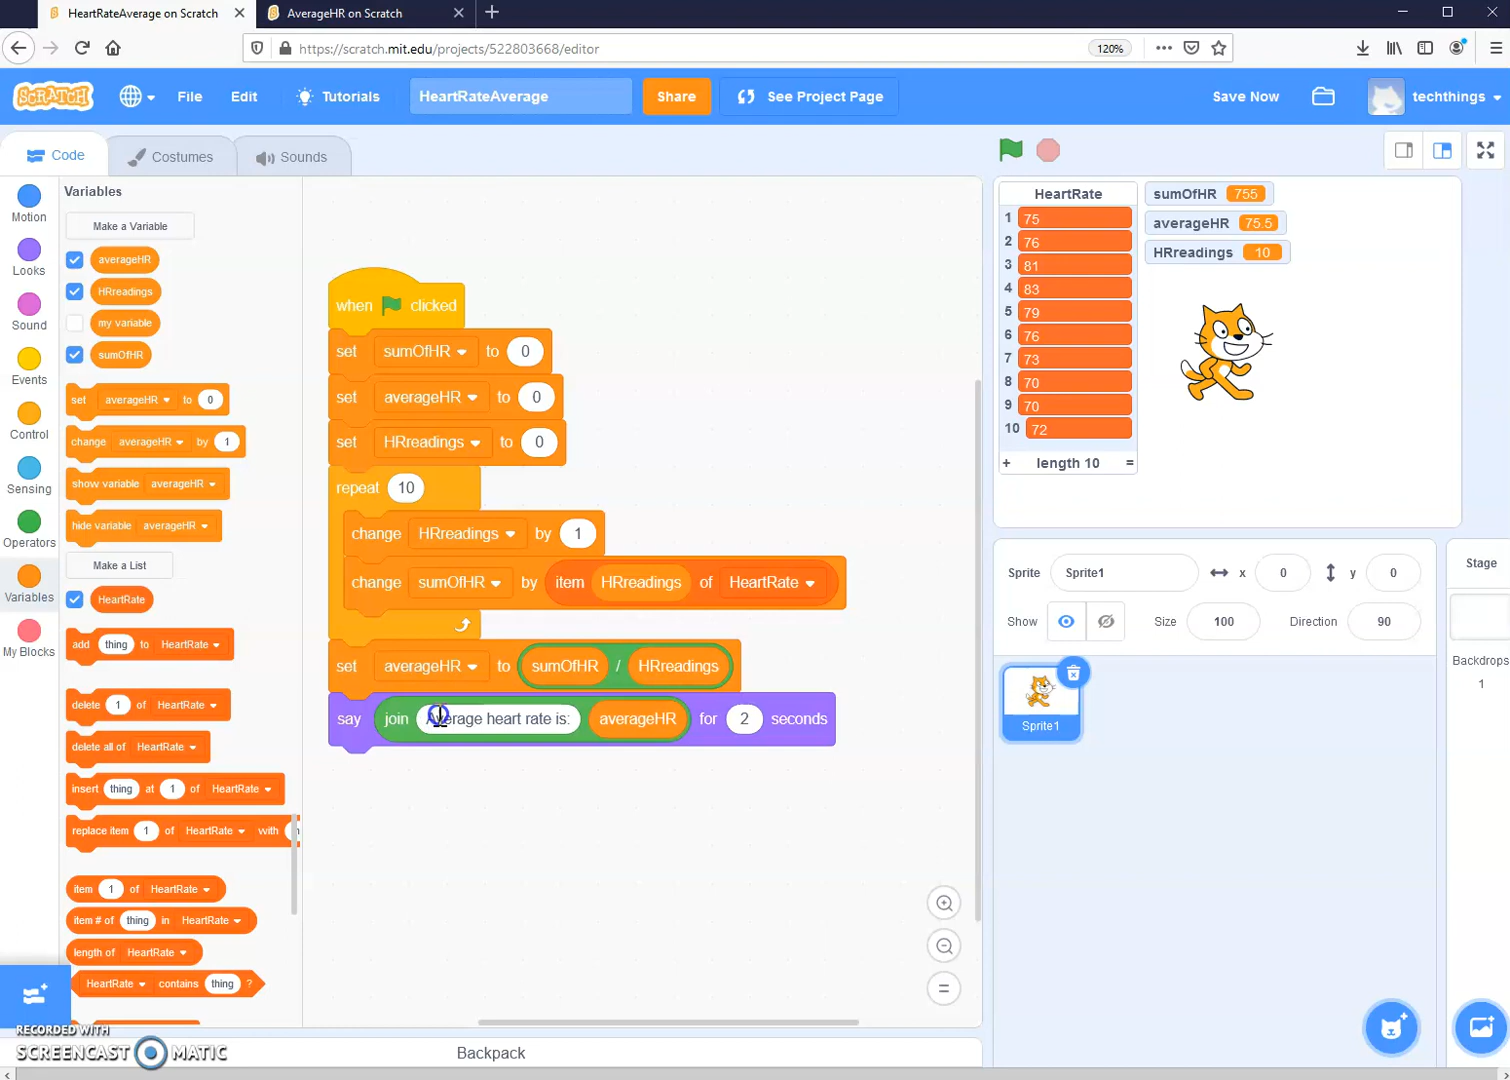 HeartRateAverage on Scratch
AverageHR on Scratch
https://scratch.mit.edu/projects/522803668/editor
120%
SCRATCH
File
Edit
Tutorials
HeartRateAverage
Share
See Project Page
Save Now
techthings
Code
Costumes
Sounds
Motion
Looks
Sound
Events
Control
Sensing
Operators
Variables
My Blocks
Variables
Make a Variable
averageHR
HRreadings
my variable
sumOfHR
set averageHR to 0
change averageHR by 1
show variable averageHR
hide variable averageHR
Make a List
HeartRate
add thing to HeartRate
delete 1 of HeartRate
delete all of HeartRate
insert thing at 1 of HeartRate
replace item 1 of HeartRate with
item 1 of HeartRate
item # of thing in HeartRate
length of HeartRate
HeartRate contains thing ?
when clicked
set sumOfHR to 0
set averageHR to 0
set HRreadings to 0
repeat 10
change HRreadings by 1
change sumOfHR by item HRreadings of HeartRate
set averageHR to sumOfHR / HRreadings
say join Average heart rate is: averageHR for 2 seconds
HeartRate
1 75
2 76
3 81
4 83
5 79
6 76
7 73
8 70
9 70
10 72
+ length 10 =
sumOfHR 755
averageHR 75.5
HRreadings 10
Sprite Sprite1 x 0 y 0
Show Size 100 Direction 90
Sprite1
Stage
Backdrops
1
Backpack
RECORDED WITH
SCREENCAST MATIC